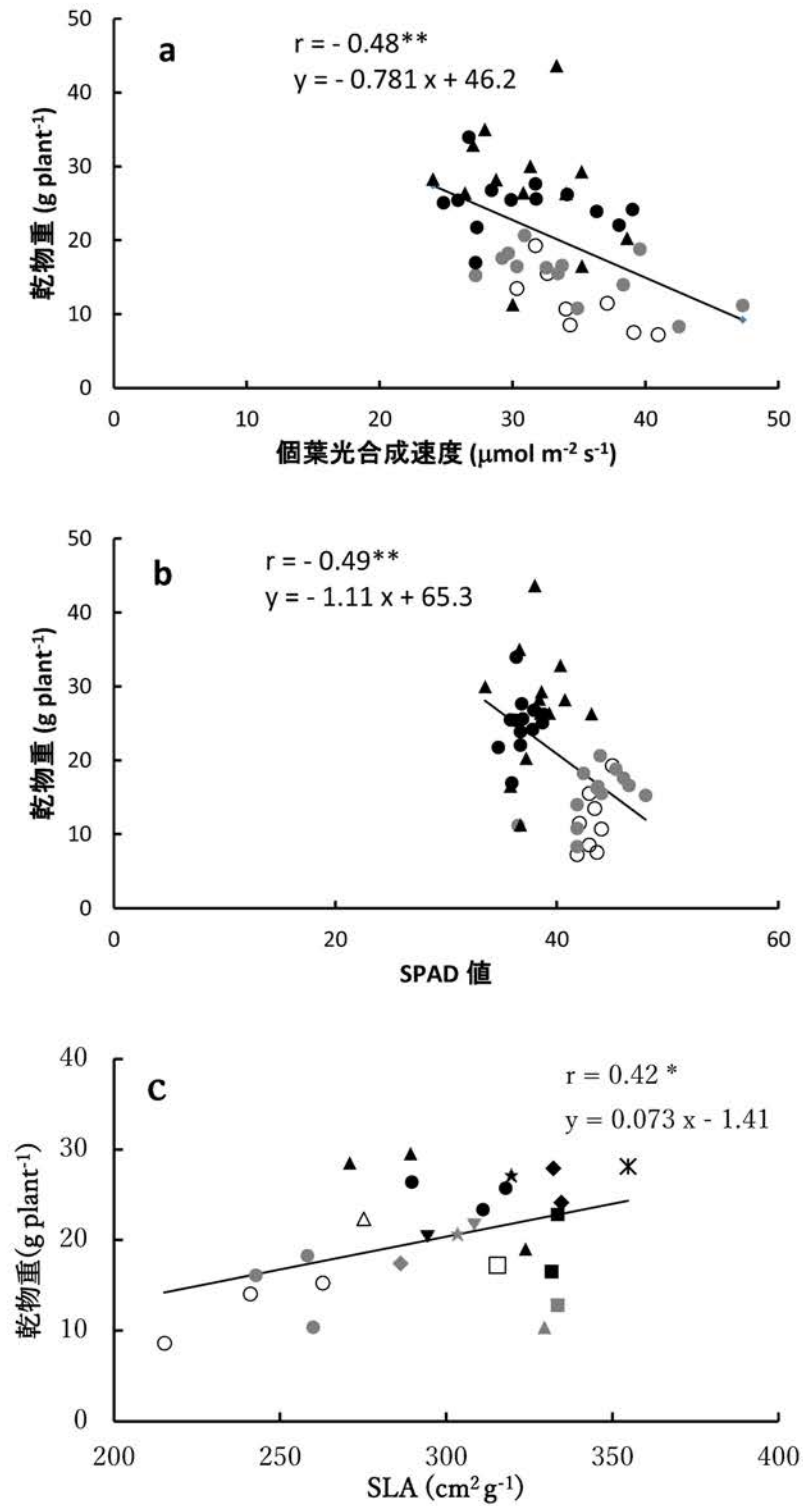 a
r = - 0.48**
y = - 0.781 x + 46.2
50
40
30
20
10
0
乾物重 (g plant-1)
0 10 20 30 40 50
個葉光合成速度 (μmol m-2 s-1)
b
r = - 0.49**
y = - 1.11 x + 65.3
50
40
30
20
10
0
乾物重 (g plant-1)
0 20 40 60
SPAD 値
c
r = 0.42 *
y = 0.073 x - 1.41
40
30
20
10
0
乾物重(g plant-1)
200 250 300 350 400
SLA (cm2 g-1)